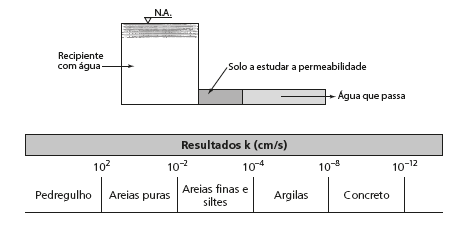 N.A.
Recipiente
com água
Solo a estudar a permeabilidade
Água que passa
Resultados k (cm/s)
10² 10⁻² 10⁻⁴ 10⁻⁸ 10⁻¹²
Pedregulho Areias puras Areias finas e siltes Argilas Concreto